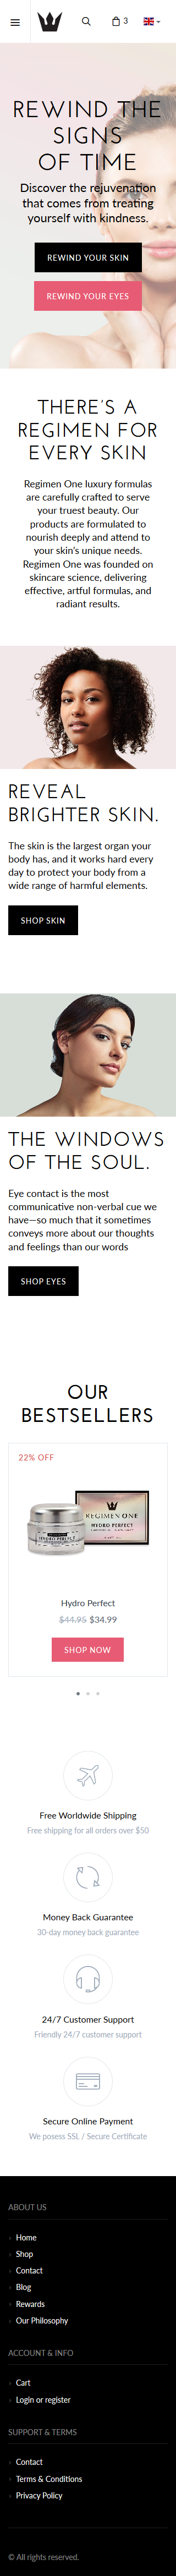 3
REWIND THE
SIGNS
OF TIME
Discover the rejuvenation
that comes from treating
yourself with kindness.
REWIND YOUR SKIN
REWIND YOUR EYES
THERE'S A
REGIMEN FOR
EVERY SKIN
Regimen One luxury formulas
are carefully crafted to serve
your truest beauty. Our
products are formulated to
nourish deeply and attend to
your skin's unique needs.
Regimen One was founded on
skincare science, delivering
effective, artful formulas, and
radiant results.
REVEAL
BRIGHTER SKIN.
The skin is the largest organ your
body has, and it works hard every
day to protect your body from a
wide range of harmful elements.
SHOP SKIN
THE WINDOWS
OF THE SOUL.
Eye contact is the most
communicative non-verbal cue we
have—so much that it sometimes
conveys more about our thoughts
and feelings than our words
SHOP EYES
OUR
BESTSELLERS
22% OFF
REGIMEN ONE
HYDRO PERFECT
HYDRO PERFECT
Hydro Perfect
$44.95 $34.99
SHOP NOW
Free Worldwide Shipping
Free shipping for all orders over $50
Money Back Guarantee
30-day money back guarantee
24/7 Customer Support
Friendly 24/7 customer support
Secure Online Payment
We posess SSL / Secure Certificate
ABOUT US
Home
Shop
Contact
Blog
Rewards
Our Philosophy
ACCOUNT & INFO
Cart
Login or register
SUPPORT & TERMS
Contact
Terms & Conditions
Privacy Policy
© All rights reserved.